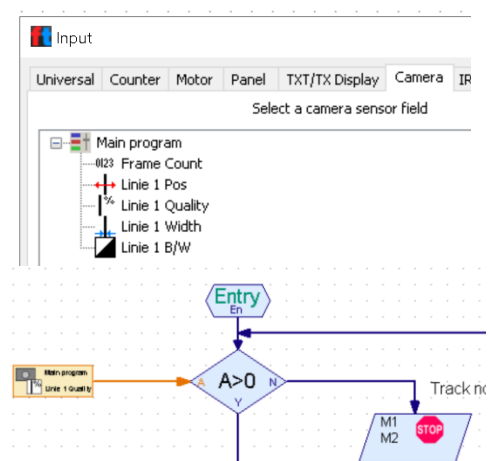 Input
Universal Counter Motor Panel TXT/TX Display Camera IR
Select a camera sensor field
Main program
0123 Frame Count
Linie 1 Pos
% Linie 1 Quality
Linie 1 Width
Linie 1 B/W
Entry
En
Main program
% Linie 1 Quality
A A>0 N
Y
Track
M1
M2
STOP